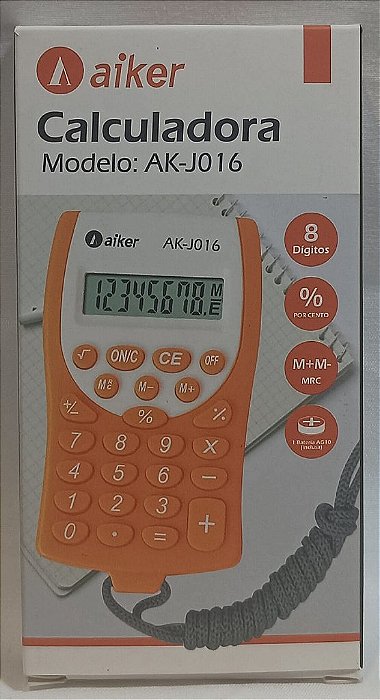 aiker
Calculadora
Modelo: AK-J016
aiker AK-J016
12345678.
M
E
8
Dígitos
%
POR CENTO
M+M-
MRC
1 Bateria AG10
(inclusa)
√ ON/C CE OFF
M- M+
+/- % ⁒
7 8 9 X
4 5 6 -
1 2 3 +
0 . =